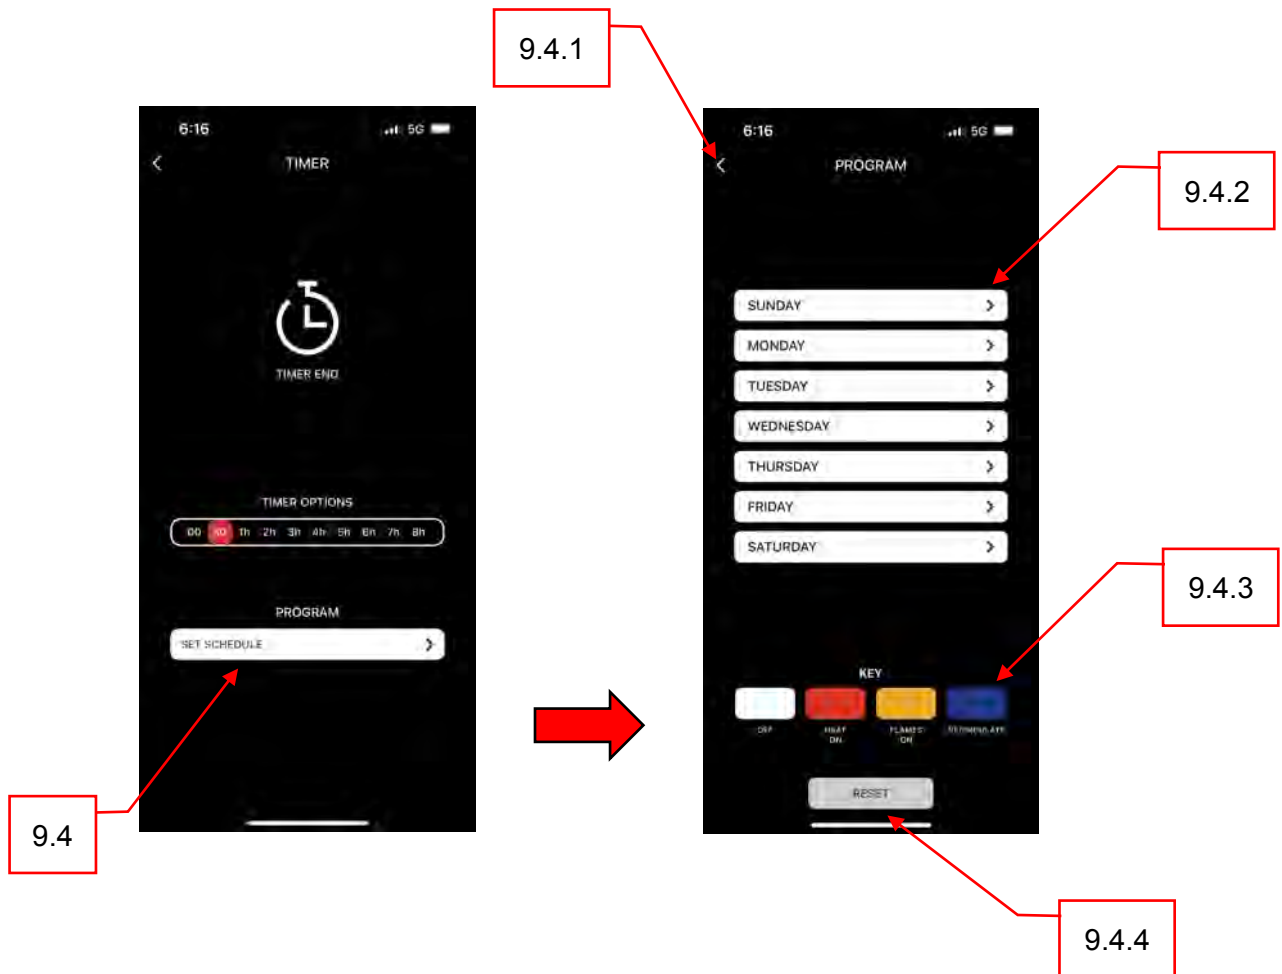 9.4.1
6:16
5G
TIMER
TIMER END
TIMER OPTIONS
00 30 1h 2h 3h 4h 5h 6h 7h 8h
PROGRAM
SET SCHEDULE
9.4
6:16
5G
PROGRAM
9.4.2
SUNDAY
MONDAY
TUESDAY
WEDNESDAY
THURSDAY
FRIDAY
SATURDAY
9.4.3
KEY
OFF
HEAT ON
FLAMES ON
RESET
9.4.4